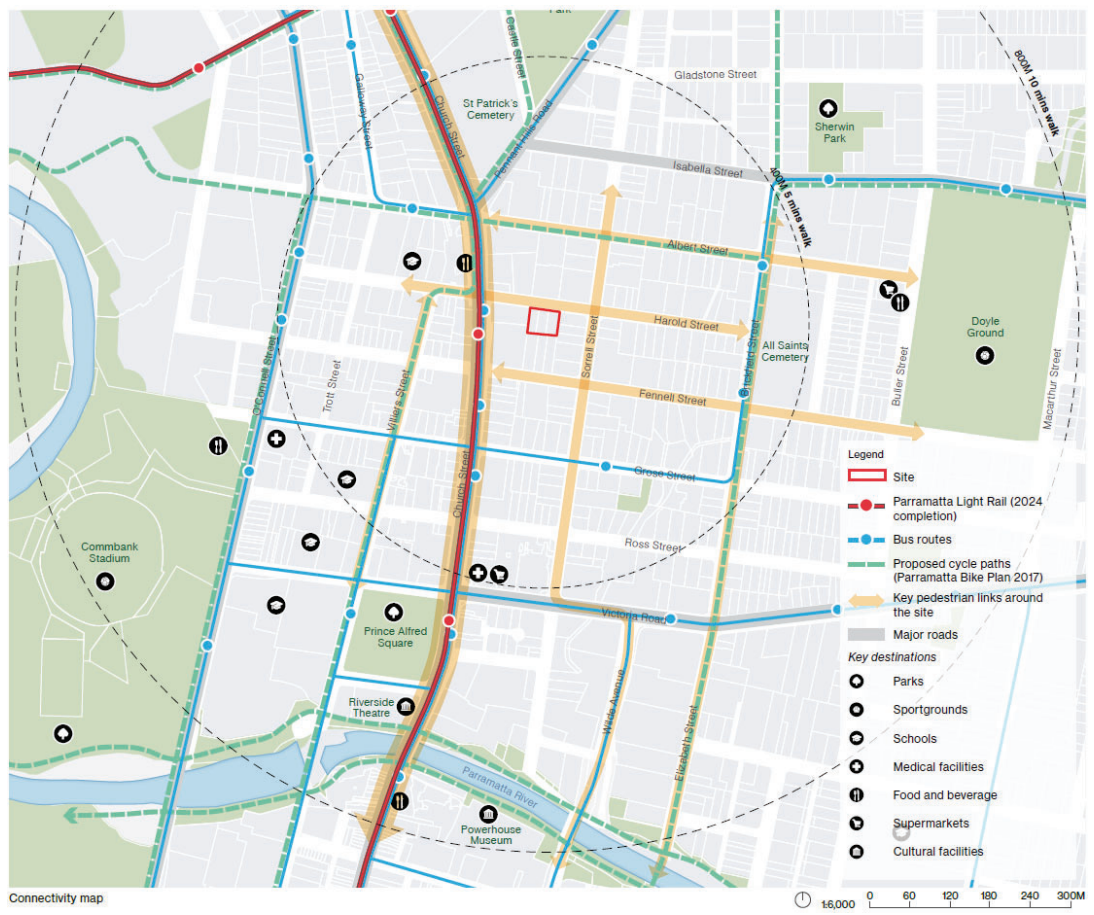 Park
Castle Street
Galloway Street
Church Street
St Patrick's
Cemetery
Pennant Hills Road
Gladstone Street
Sherwin
Park
800M 10 mins walk
Isabella Street
400M 5 mins walk
Albert Street
Harold Street
Sorrell Street
All Saints
Cemetery
Doyle
Ground
O'Connell Street
Trott Street
Villiers Street
Fennell Street
Brickfield Street
Buller Street
Macarthur Street
Church Street
Grose Street
Ross Street
Commbank
Stadium
Prince Alfred
Square
Victoria Road
Riverside
Theatre
Wilde Avenue
Elizabeth Street
Parramatta River
Powerhouse
Museum
Legend
Site
Parramatta Light Rail (2024
completion)
Bus routes
Proposed cycle paths
(Parramatta Bike Plan 2017)
Key pedestrian links around
the site
Major roads
Key destinations
Parks
Sportgrounds
Schools
Medical facilities
Food and beverage
Supermarkets
Cultural facilities
Connectivity map
1:6,000
0 60 120 180 240 300M